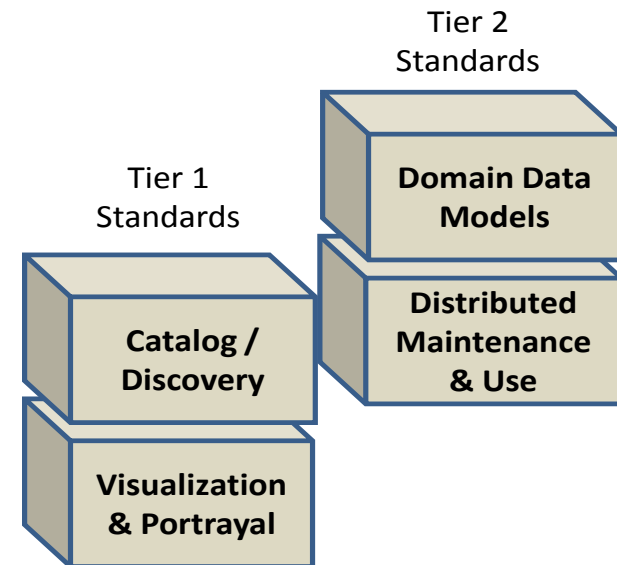 Tier 2
Standards
Domain Data
Models
Distributed
Maintenance
& Use
Tier 1
Standards
Catalog /
Discovery
Visualization
& Portrayal